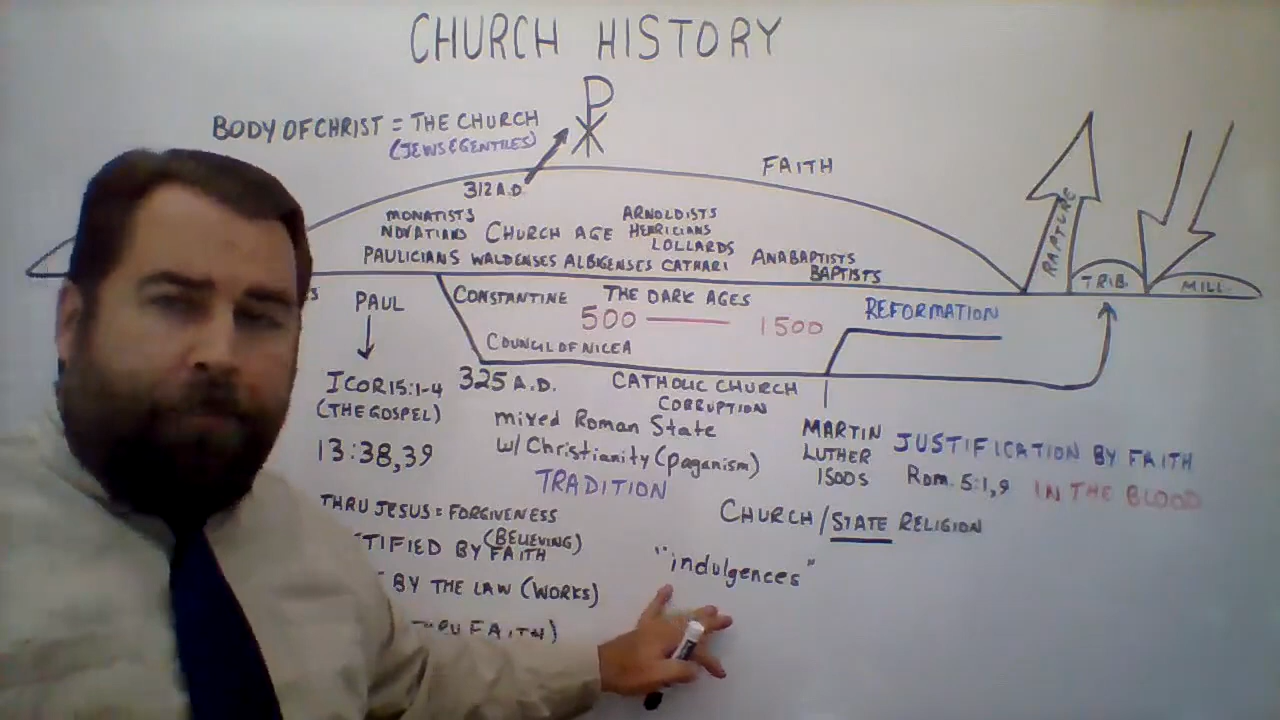 CHURCH HISTORY
BODY OF CHRIST = THE CHURCH
(JEWS & GENTILES)
312 A.D.
FAITH
MONATISTS
NOVATIANS
CHURCH AGE
ARNOLDISTS
HENRICIANS
LOLLARDS
PAULICIANS WALDENSES ALBIGENSES CATHARI
ANABAPTISTS
BAPTISTS
RAPTURE
TRIB.
MILL.
PAUL
CONSTANTINE
THE DARK AGES
500 — 1500
COUNCIL OF NICEA
REFORMATION
I COR 15:1-4
(THE GOSPEL)
13:38,39
325 A.D.
CATHOLIC CHURCH
CORRUPTION
mixed Roman State
w/ Christianity (paganism)
TRADITION
MARTIN
LUTHER
1500S
JUSTIFICATION BY FAITH
Rom. 5:1,9 IN THE BLOOD
CHURCH/STATE RELIGION
THRU JESUS = FORGIVENESS
(BELIEVING)
TIFIED BY FAITH
BY THE LAW (WORKS)
FAITH)
"indulgences"